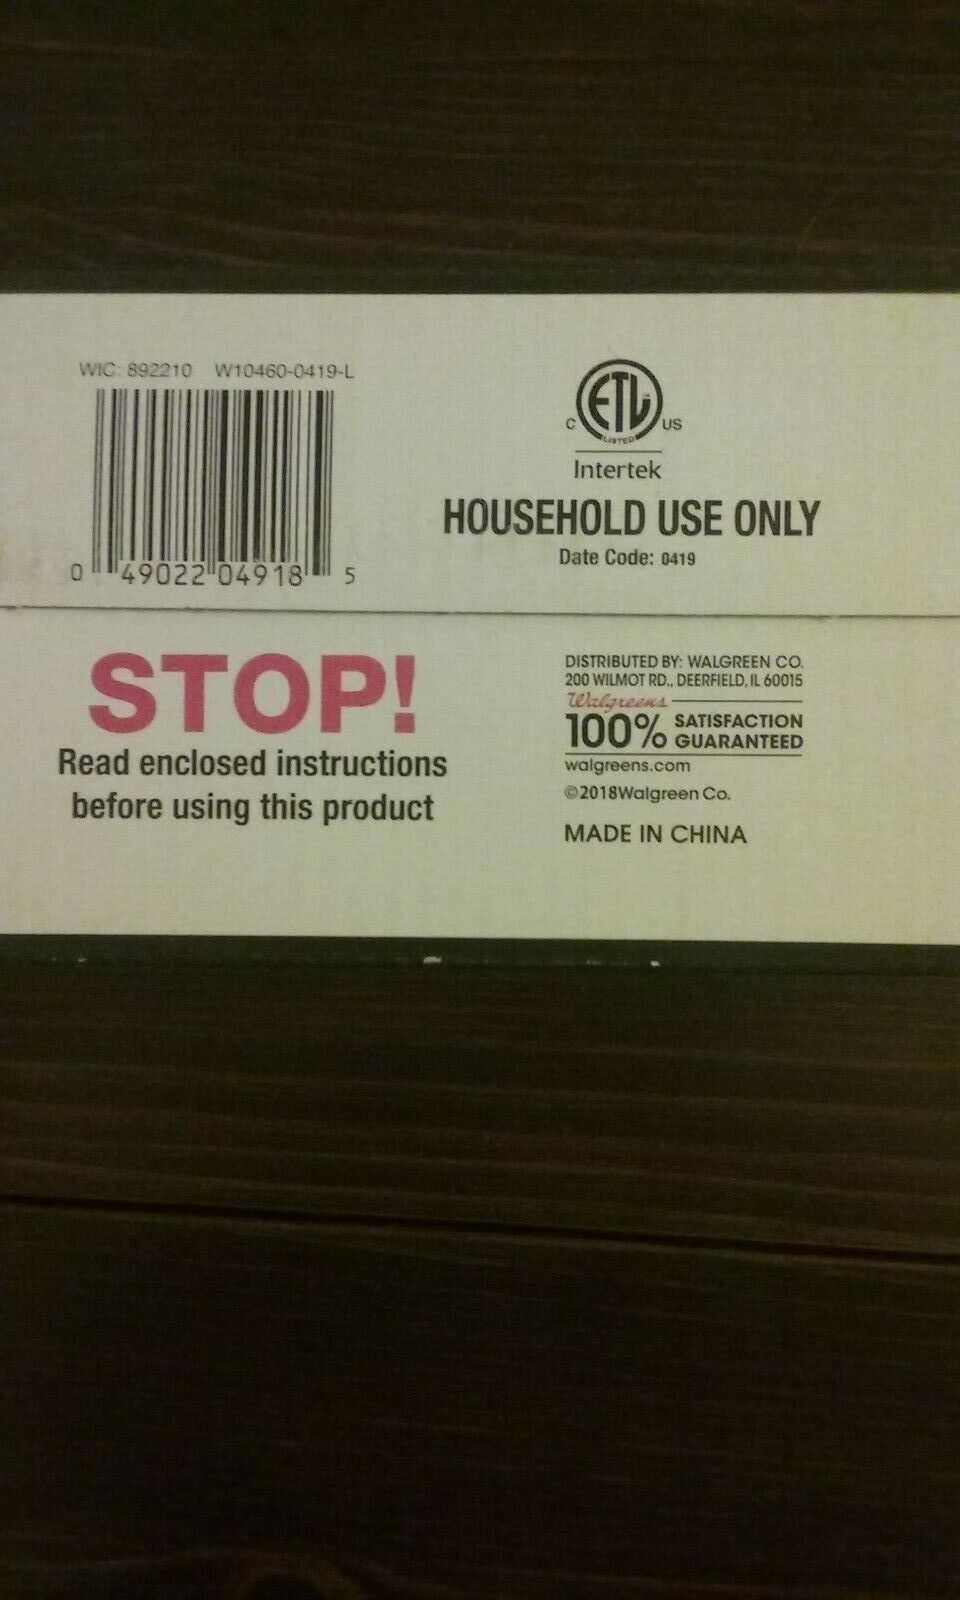 WIC: 892210 W10460-0419-L
0 49022 04918 5
C ETL US
LISTED
Intertek
HOUSEHOLD USE ONLY
Date Code: 0419
STOP!
Read enclosed instructions
before using this product
DISTRIBUTED BY: WALGREEN CO.
200 WILMOT RD., DEERFIELD, IL 60015
Walgreens
100% SATISFACTION
GUARANTEED
walgreens.com
©2018Walgreen Co.
MADE IN CHINA